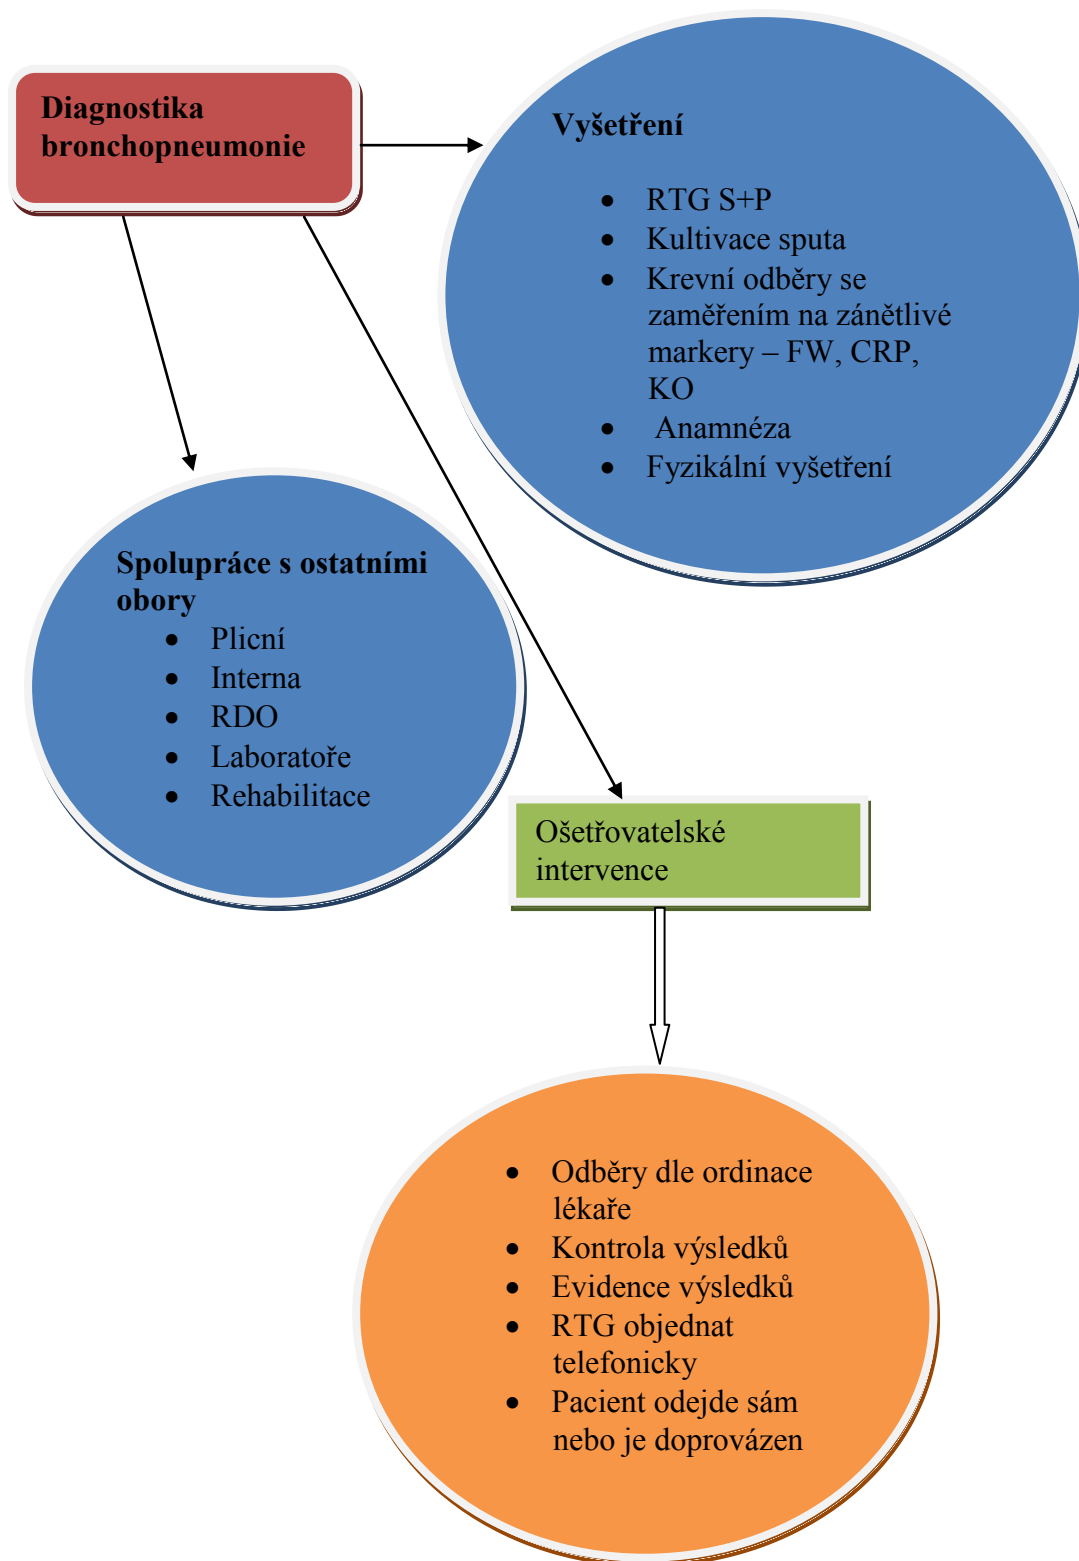 Diagnostika
bronchopneumonie
Vyšetření
• RTG S+P
• Kultivace sputa
• Krevní odběry se
zaměřením na zánětlivé
markery – FW, CRP,
KO
• Anamnéza
• Fyzikální vyšetření
Spolupráce s ostatními
obory
• Plicní
• Interna
• RDO
• Laboratoře
• Rehabilitace
Ošetřovatelské
intervence
• Odběry dle ordinace
lékaře
• Kontrola výsledků
• Evidence výsledků
• RTG objednat
telefonicky
• Pacient odejde sám
nebo je doprovázen